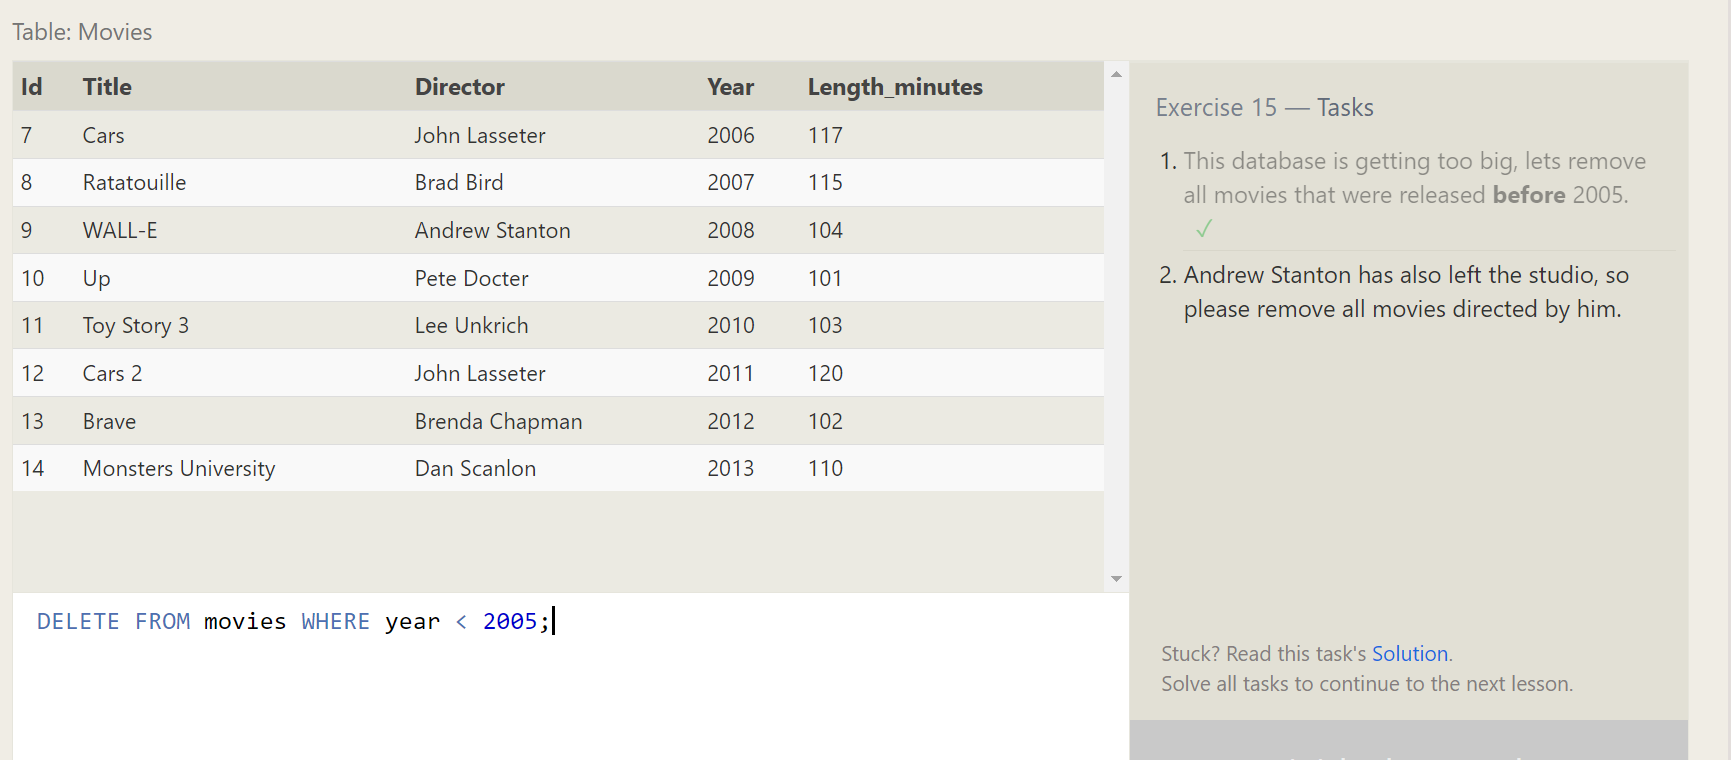 Table: Movies
Id Title Director Year Length_minutes
7 Cars John Lasseter 2006 117
8 Ratatouille Brad Bird 2007 115
9 WALL-E Andrew Stanton 2008 104
10 Up Pete Docter 2009 101
11 Toy Story 3 Lee Unkrich 2010 103
12 Cars 2 John Lasseter 2011 120
13 Brave Brenda Chapman 2012 102
14 Monsters University Dan Scanlon 2013 110
DELETE FROM movies WHERE year < 2005;
Exercise 15 — Tasks
1. This database is getting too big, lets remove
all movies that were released before 2005.
✓
2. Andrew Stanton has also left the studio, so
please remove all movies directed by him.
Stuck? Read this task's Solution.
Solve all tasks to continue to the next lesson.